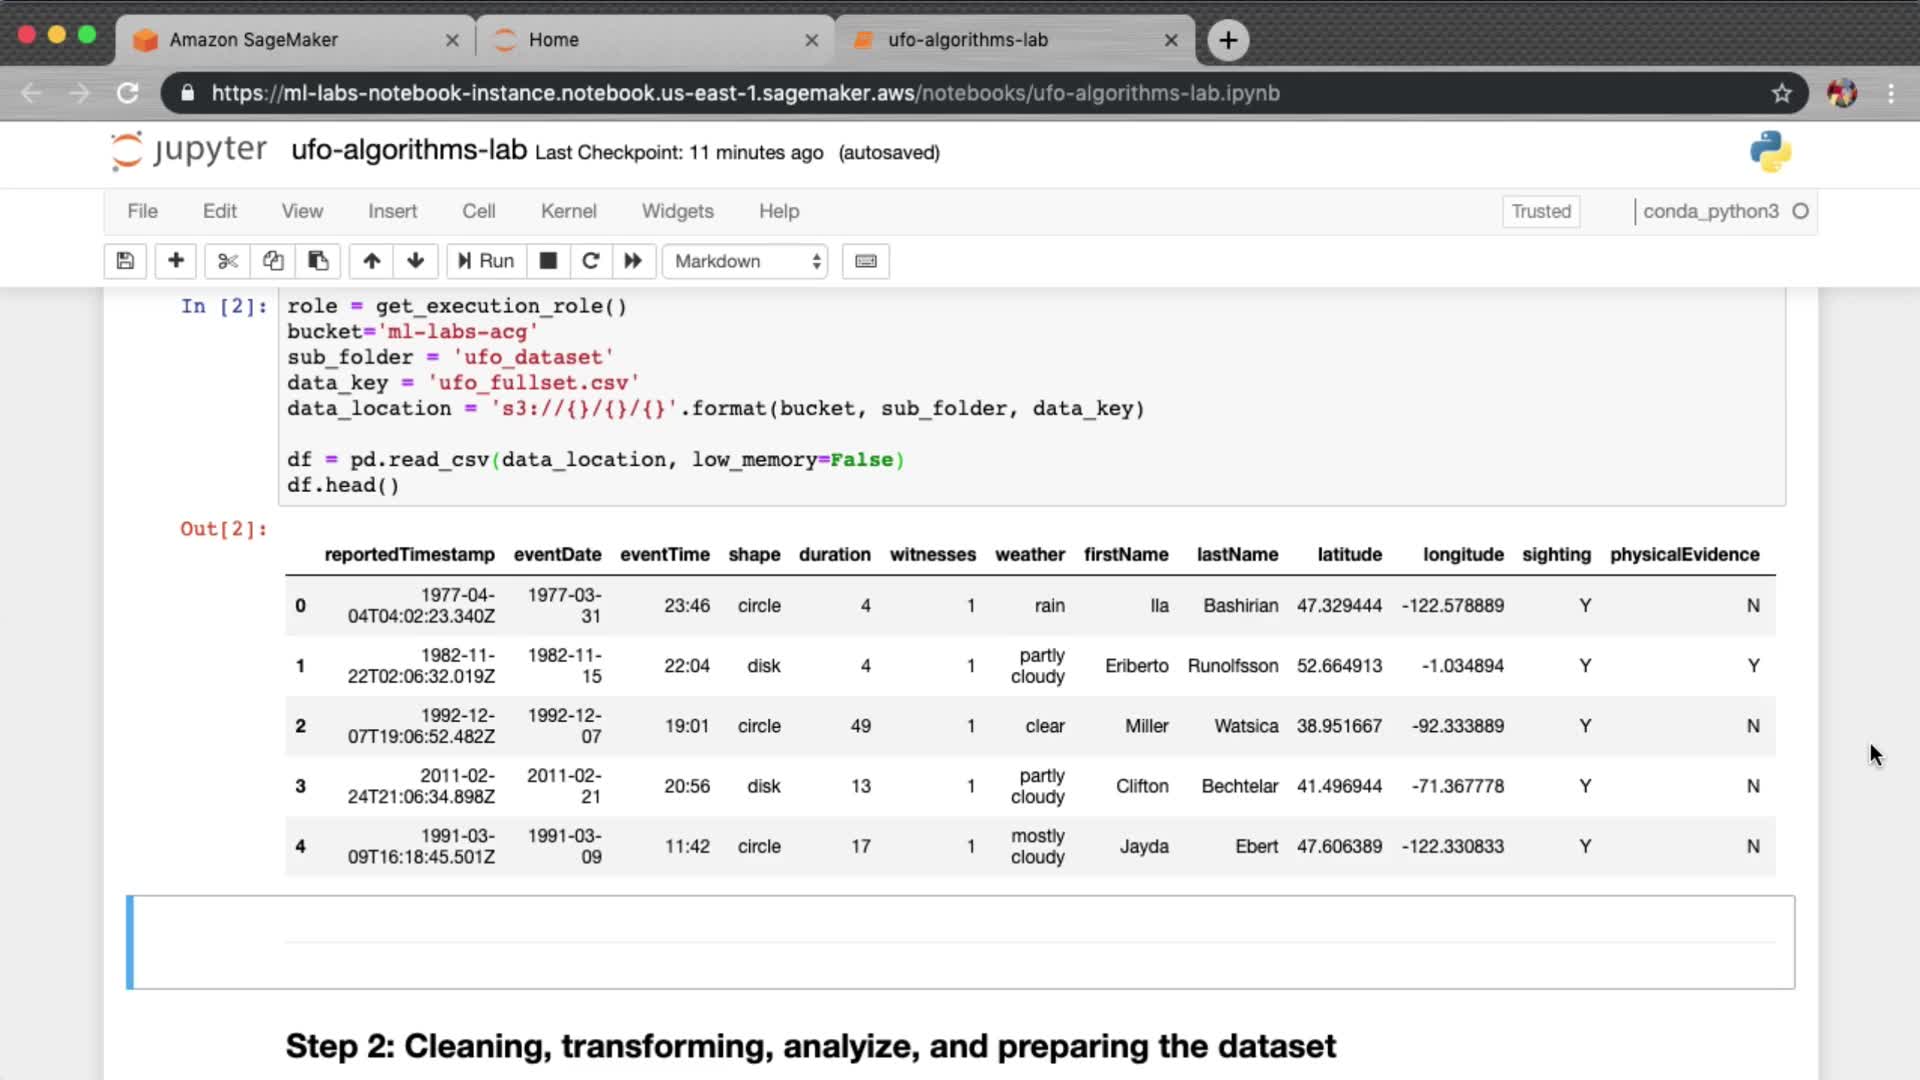 Amazon SageMaker
Home
ufo-algorithms-lab
https://ml-labs-notebook-instance.notebook.us-east-1.sagemaker.aws/notebooks/ufo-algorithms-lab.ipynb
jupyter ufo-algorithms-lab Last Checkpoint: 11 minutes ago (autosaved)
File Edit View Insert Cell Kernel Widgets Help Trusted conda_python3
Run Markdown
In [2]: role = get_execution_role()
bucket='ml-labs-acg'
sub_folder = 'ufo_dataset'
data_key = 'ufo_fullset.csv'
data_location = 's3://{}/{}/{}'.format(bucket, sub_folder, data_key)
df = pd.read_csv(data_location, low_memory=False)
df.head()
Out[2]:
reportedTimestamp eventDate eventTime shape duration witnesses weather firstName lastName latitude longitude sighting physicalEvidence
0 1977-04-04T04:02:23.340Z 1977-03-31 23:46 circle 4 1 rain Ila Bashirian 47.329444 -122.578889 Y N
1 1982-11-22T02:06:32.019Z 1982-11-15 22:04 disk 4 1 partly cloudy Eriberto Runolfsson 52.664913 -1.034894 Y Y
2 1992-12-07T19:06:52.482Z 1992-12-07 19:01 circle 49 1 clear Miller Watsica 38.951667 -92.333889 Y N
3 2011-02-24T21:06:34.898Z 2011-02-21 20:56 disk 13 1 partly cloudy Clifton Bechtelar 41.496944 -71.367778 Y N
4 1991-03-09T16:18:45.501Z 1991-03-09 11:42 circle 17 1 mostly cloudy Jayda Ebert 47.606389 -122.330833 Y N
Step 2: Cleaning, transforming, analyize, and preparing the dataset